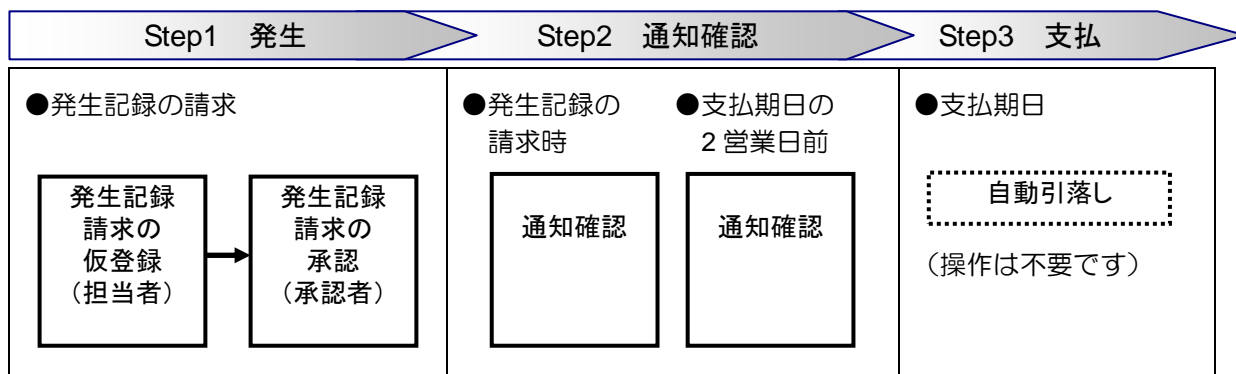 Step1　発生
Step2　通知確認
Step3　支払
●発生記録の請求
発生記録
請求の
仮登録
（担当者）
発生記録
請求の
承認
（承認者）
●発生記録の
請求時
通知確認
●支払期日の
2 営業日前
通知確認
●支払期日
自動引落し
（操作は不要です）